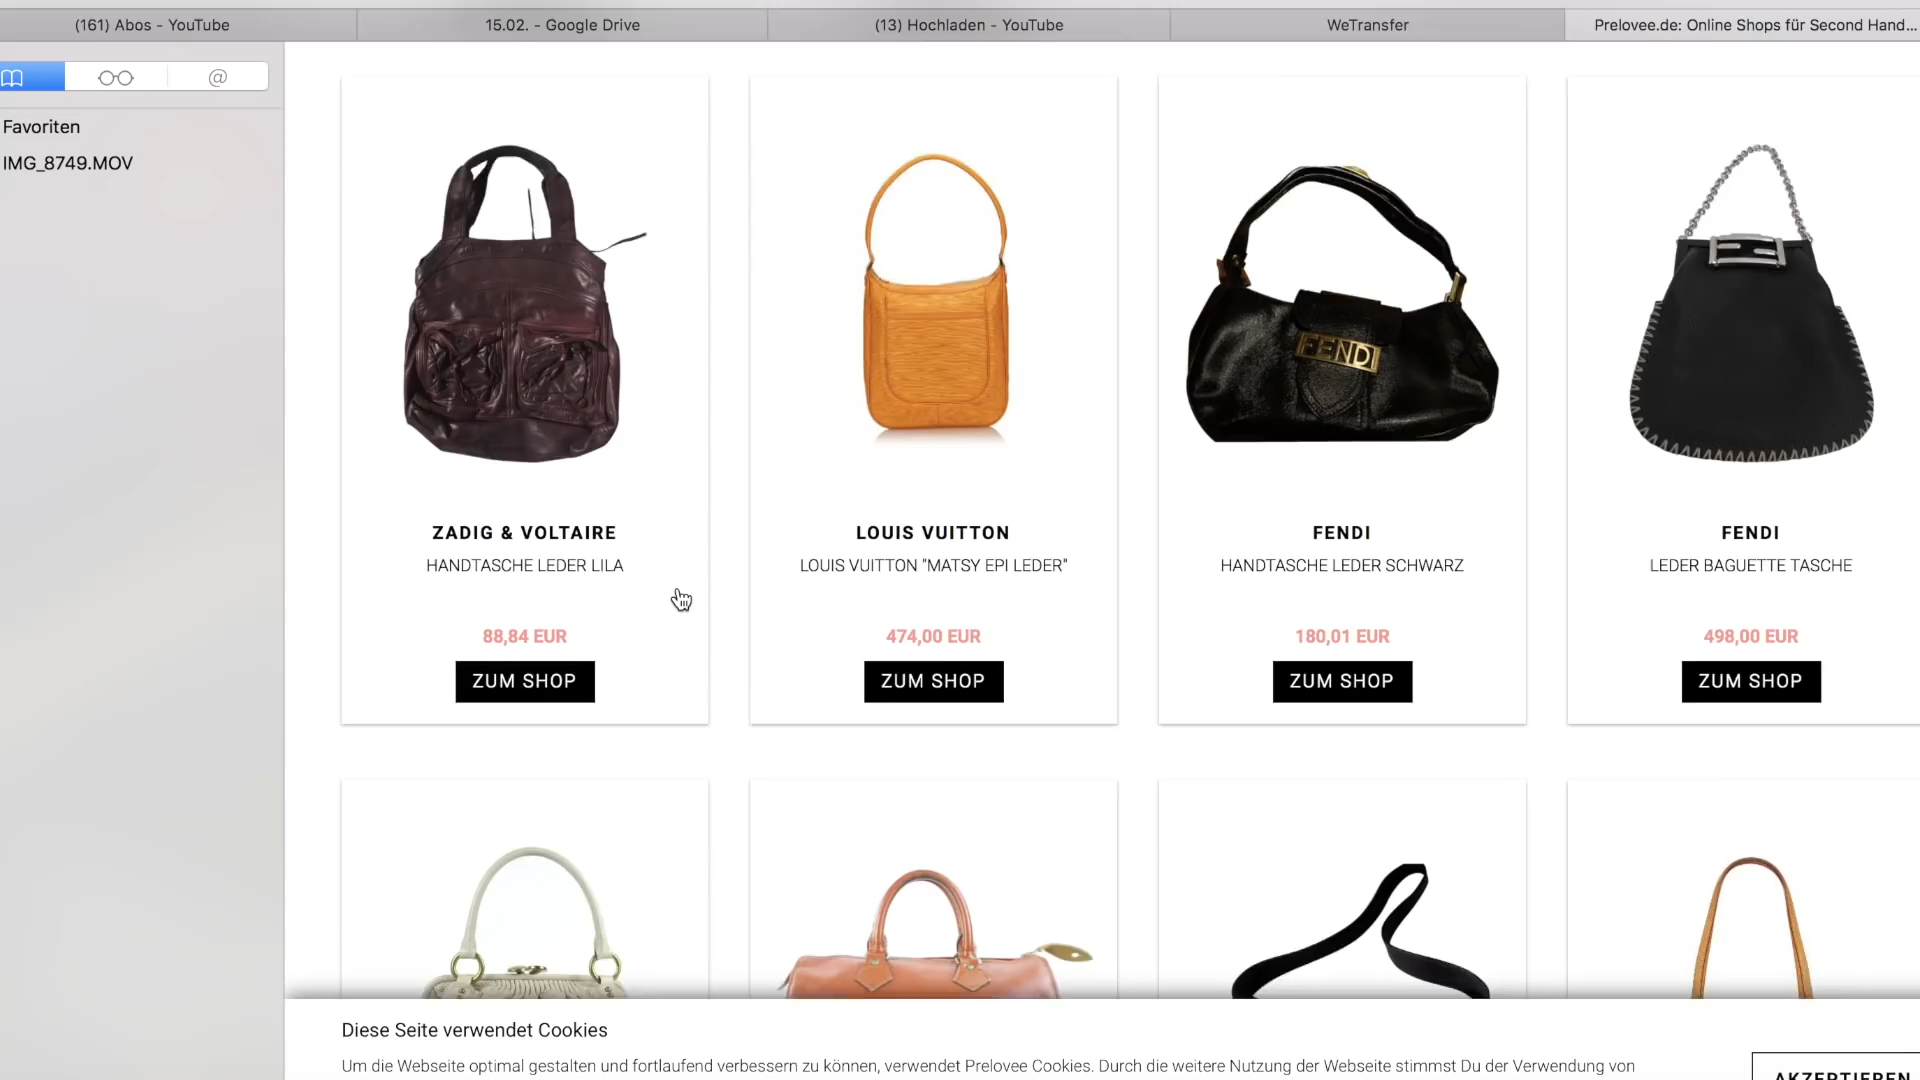 (161) Abos - YouTube
15.02. - Google Drive
(13) Hochladen - YouTube
WeTransfer
Prelovee.de: Online Shops für Second Hand...
@
Favoriten
IMG_8749.MOV
FENDI
ZADIG & VOLTAIRE
HANDTASCHE LEDER LILA
88,84 EUR
ZUM SHOP
LOUIS VUITTON
LOUIS VUITTON "MATSY EPI LEDER"
474,00 EUR
ZUM SHOP
FENDI
HANDTASCHE LEDER SCHWARZ
180,01 EUR
ZUM SHOP
FENDI
LEDER BAGUETTE TASCHE
498,00 EUR
ZUM SHOP
Diese Seite verwendet Cookies
Um die Webseite optimal gestalten und fortlaufend verbessern zu können, verwendet Prelovee Cookies. Durch die weitere Nutzung der Webseite stimmst Du der Verwendung von
AKZEPTIEREN